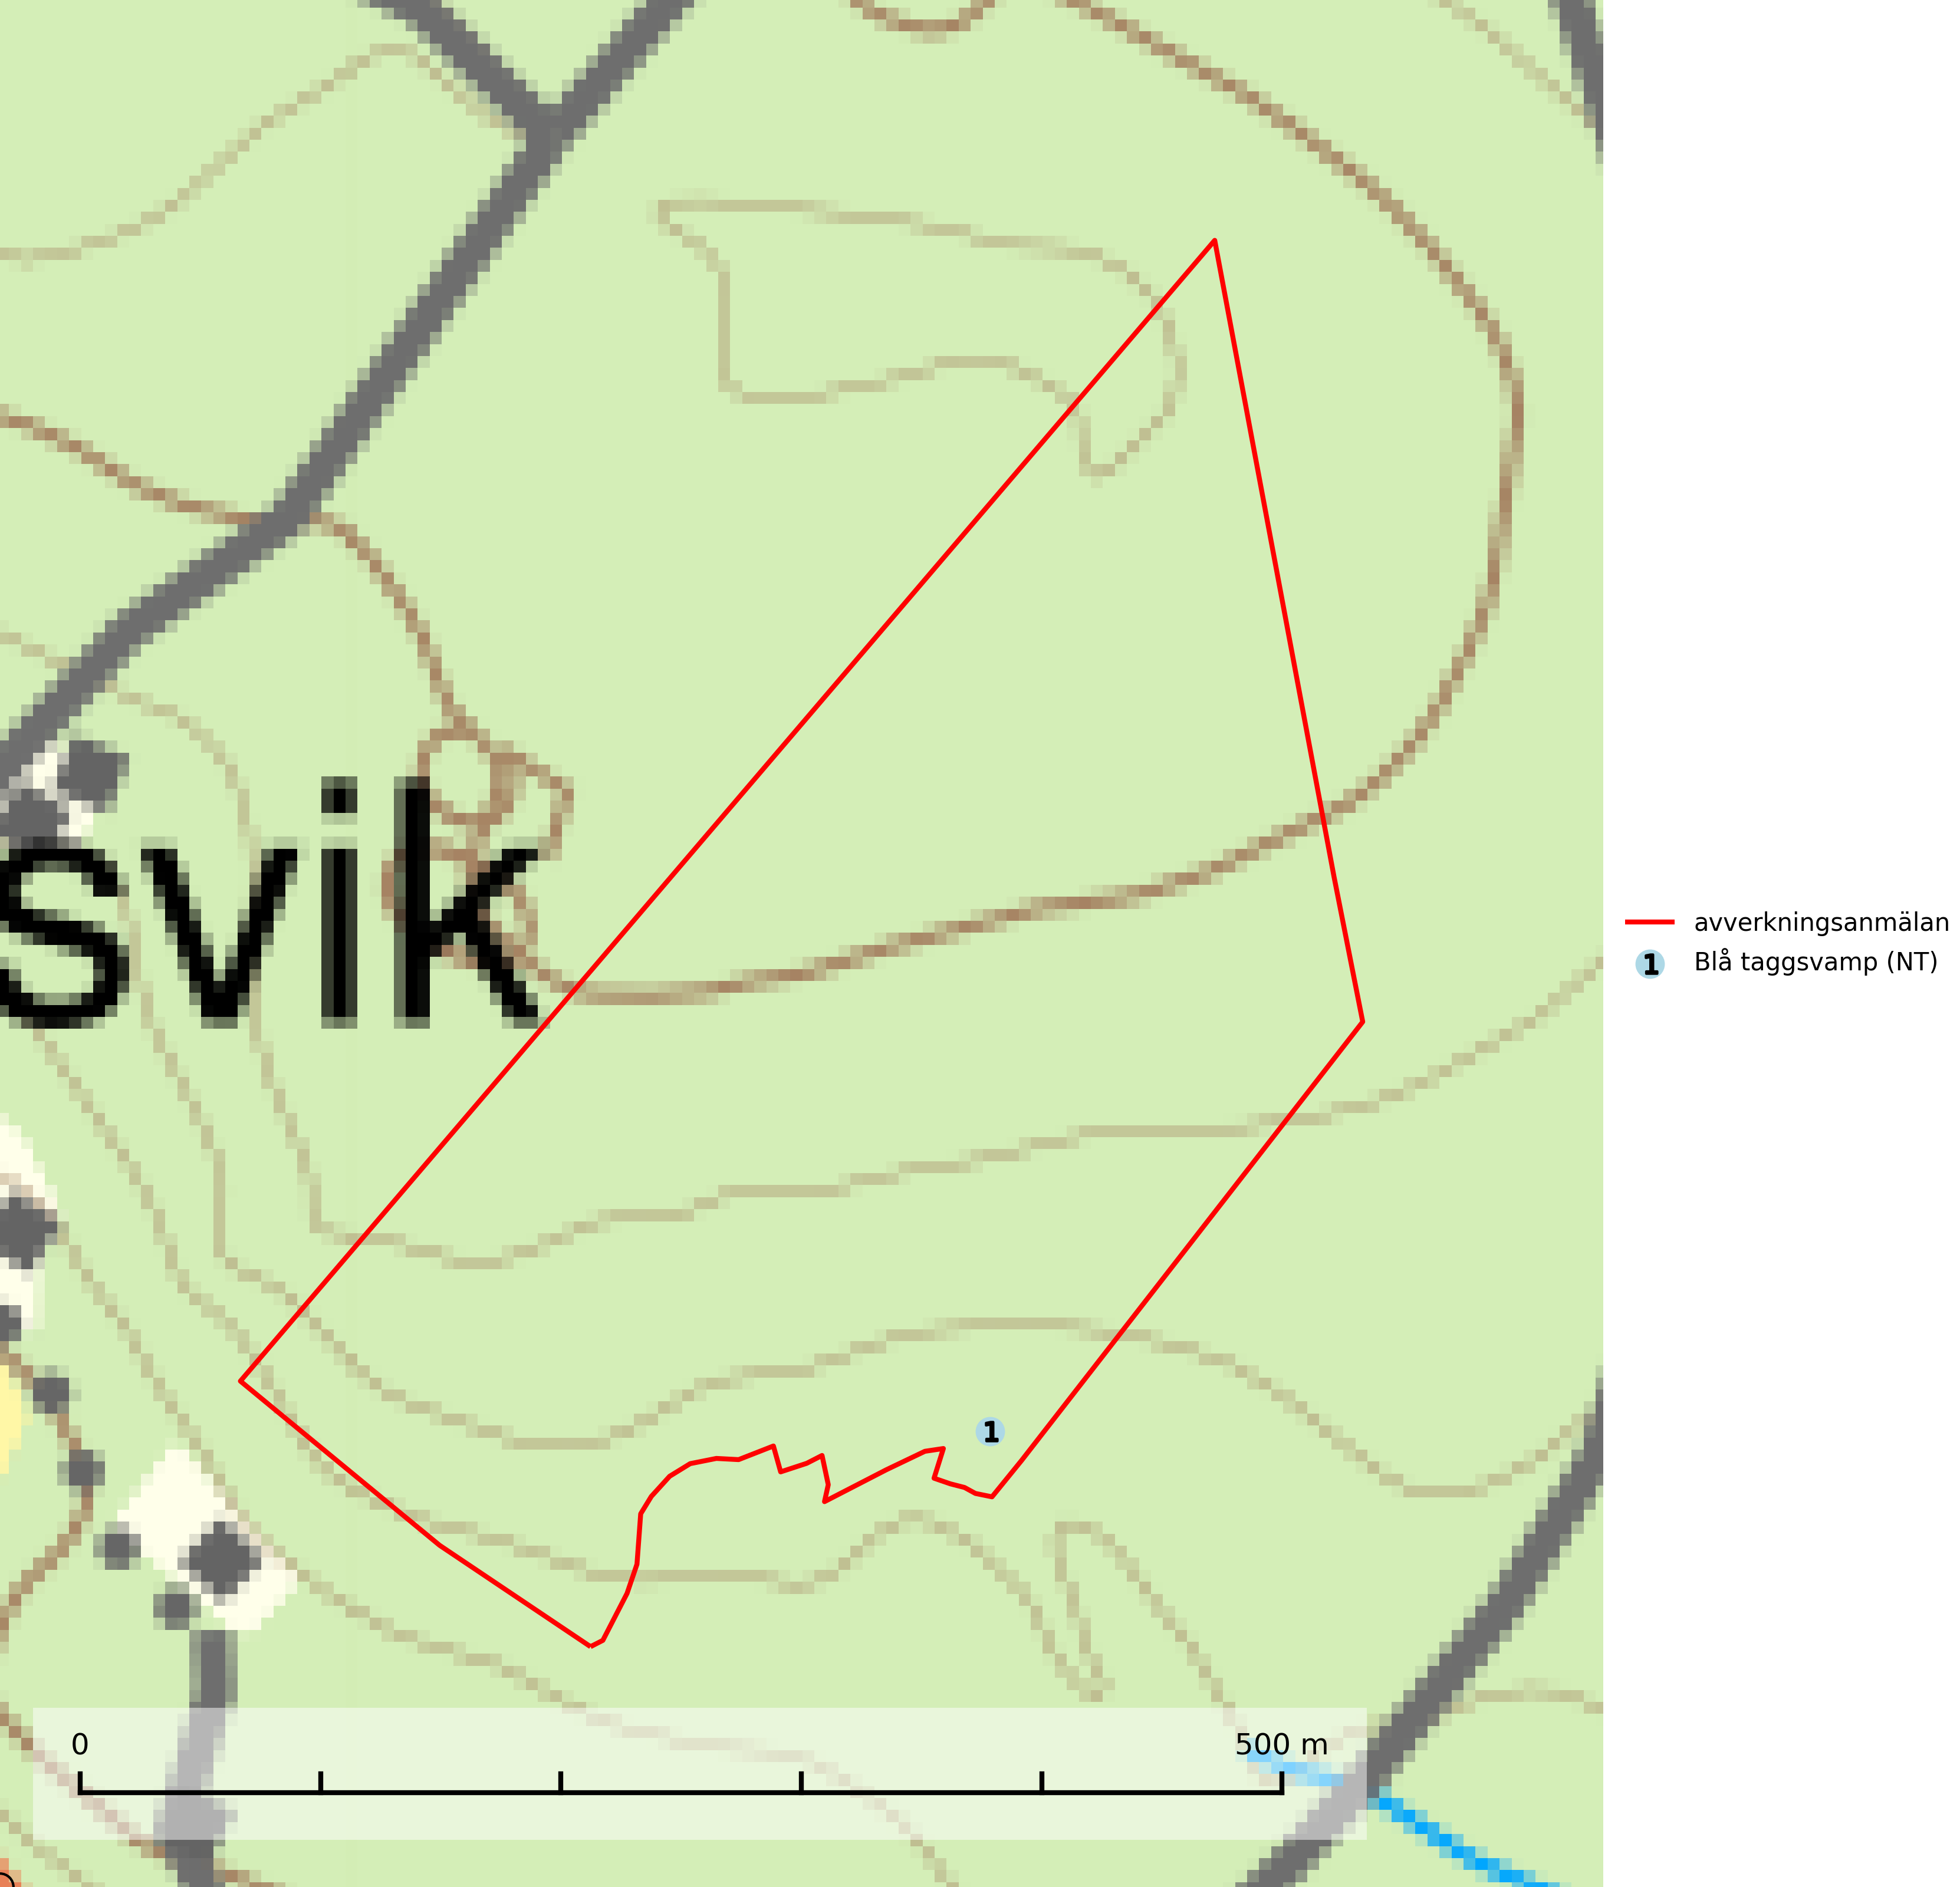 svik
avverkningsanmälan
1 Blå taggsvamp (NT)
1
0 500 m